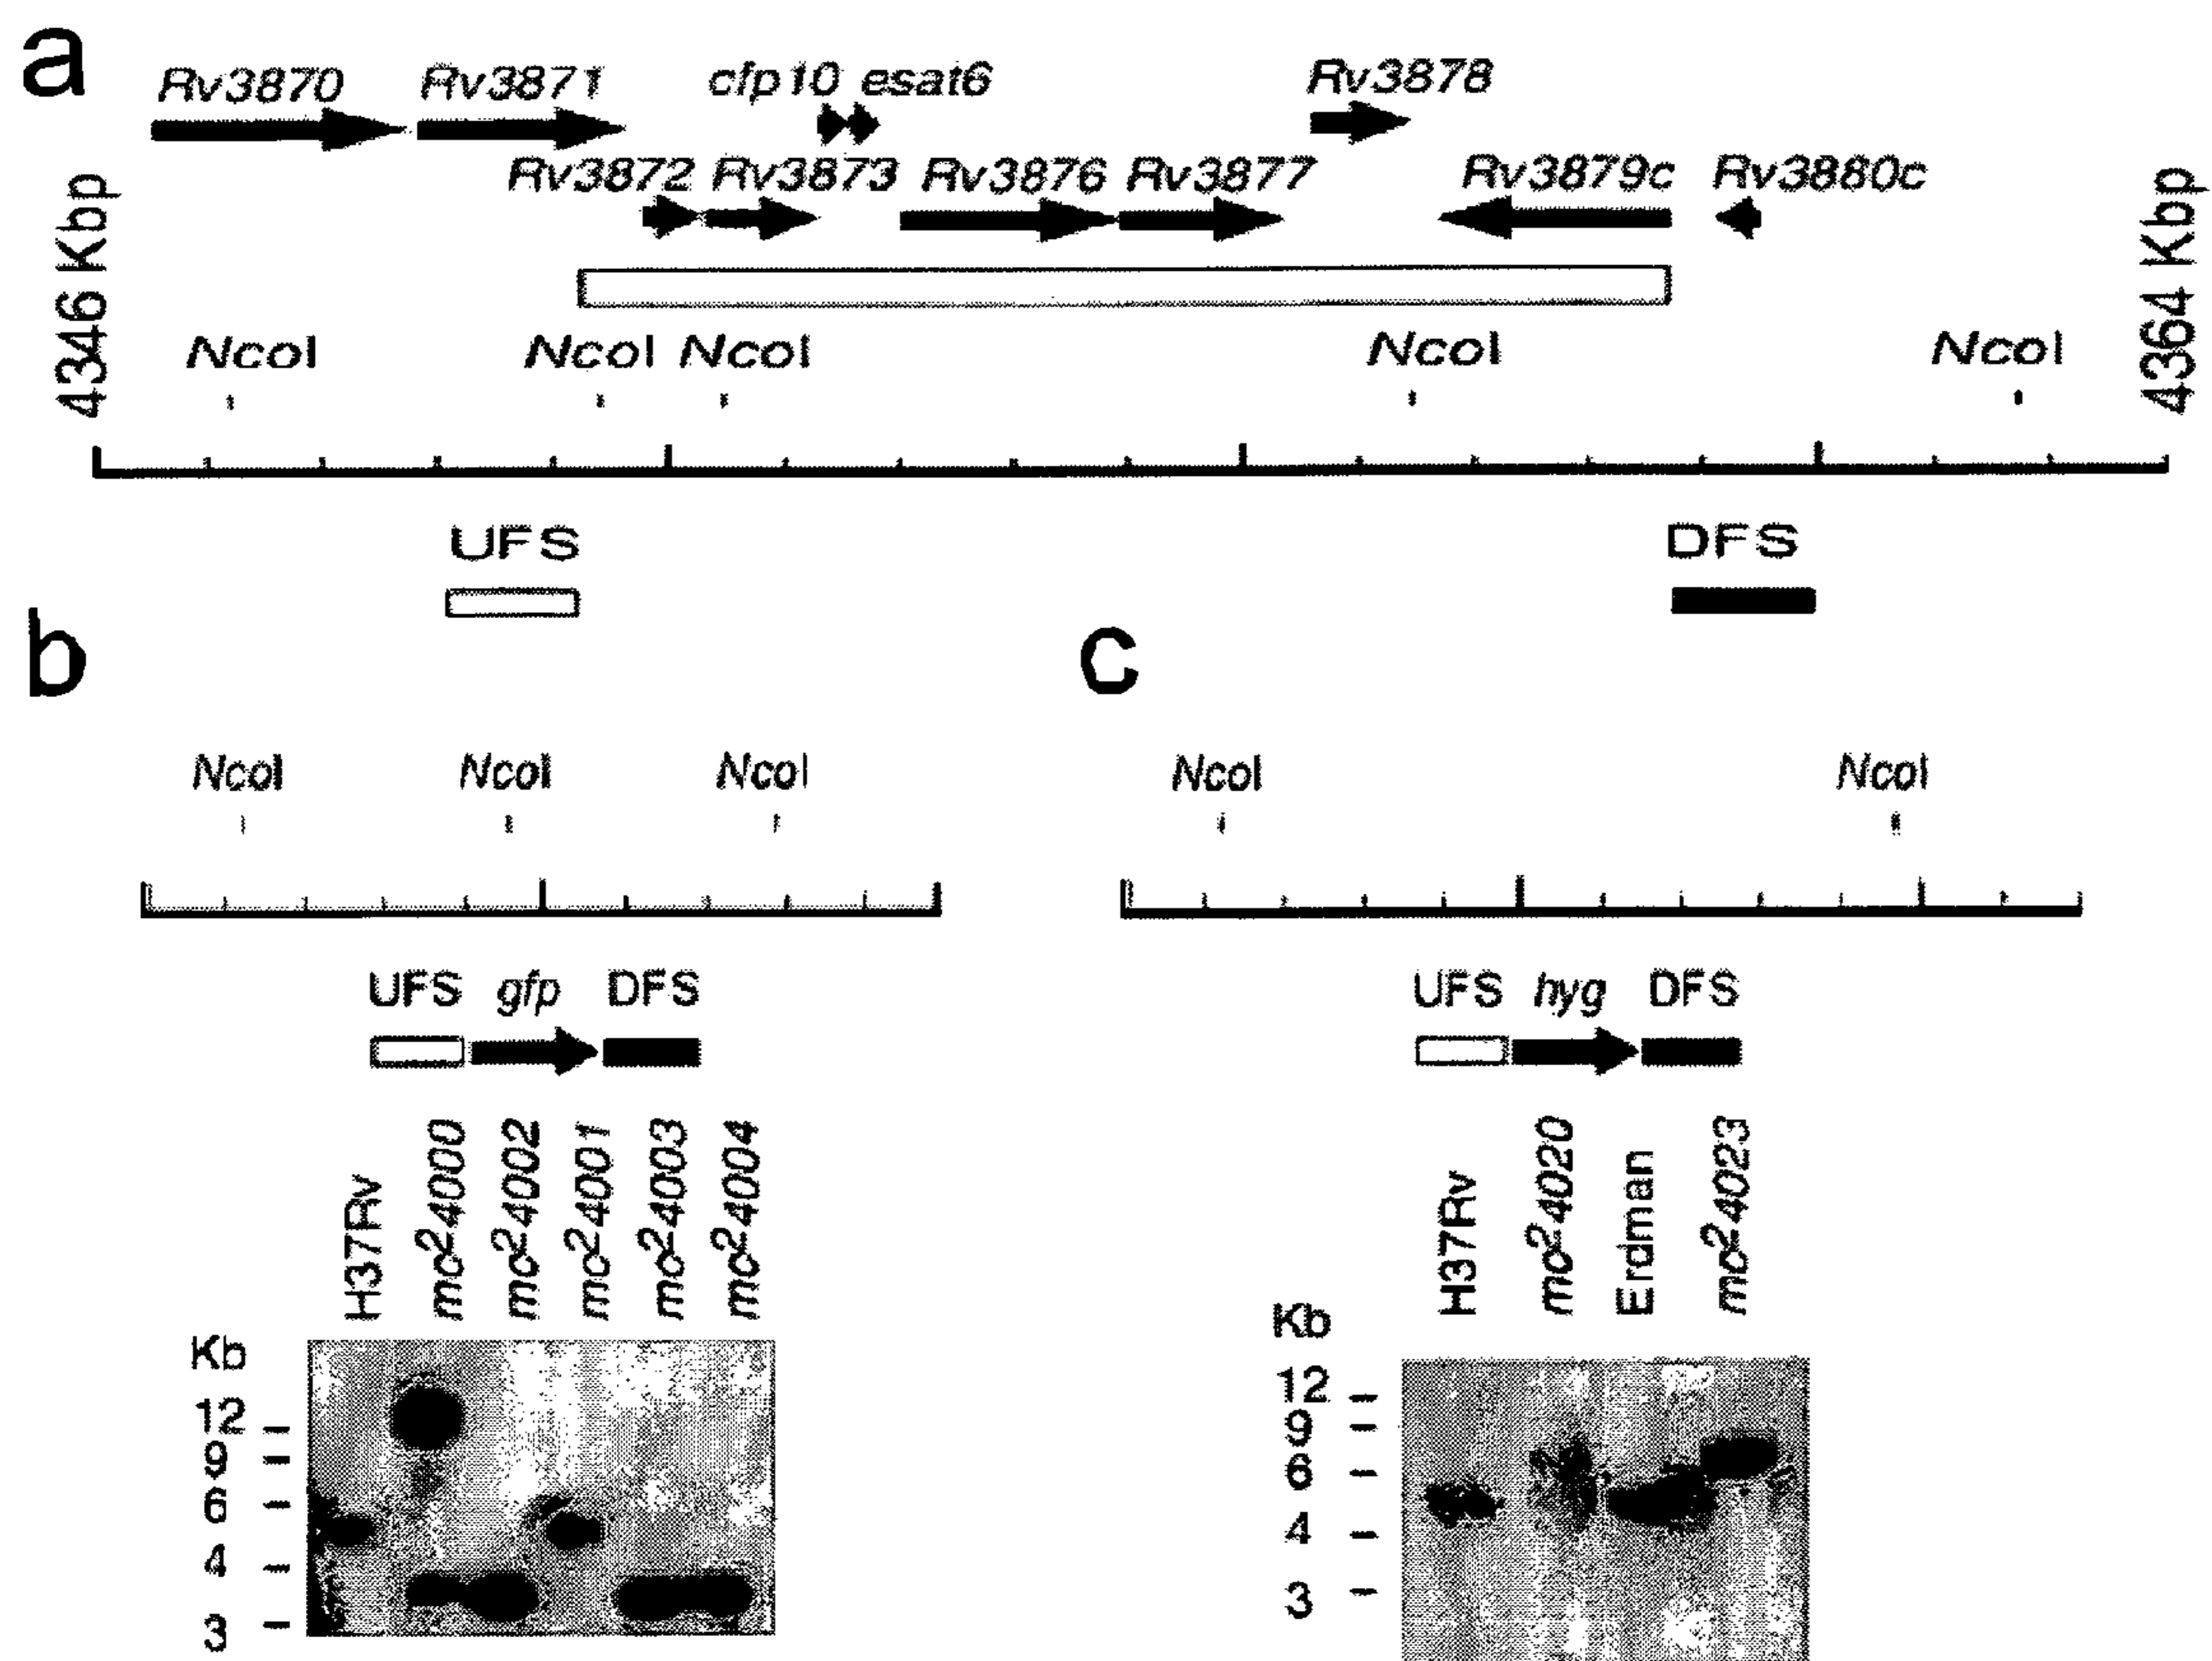 a
Rv3870 Rv3871 cfp10 esat6 Rv3878
Rv3872 Rv3873 Rv3876 Rv3877 Rv3879c Rv3880c
4346 Kbp
4364 Kbp
NcoI NcoI NcoI NcoI NcoI
UFS DFS
b
NcoI NcoI NcoI
UFS gfp DFS
H37Rv
mc²4000
mc²4002
mc²4001
mc²4003
mc²4004
Kb
12
9
6
4
3
c
NcoI NcoI
UFS hyg DFS
H37Rv
mc²4020
Erdman
mc²4023
Kb
12
9
6
4
3